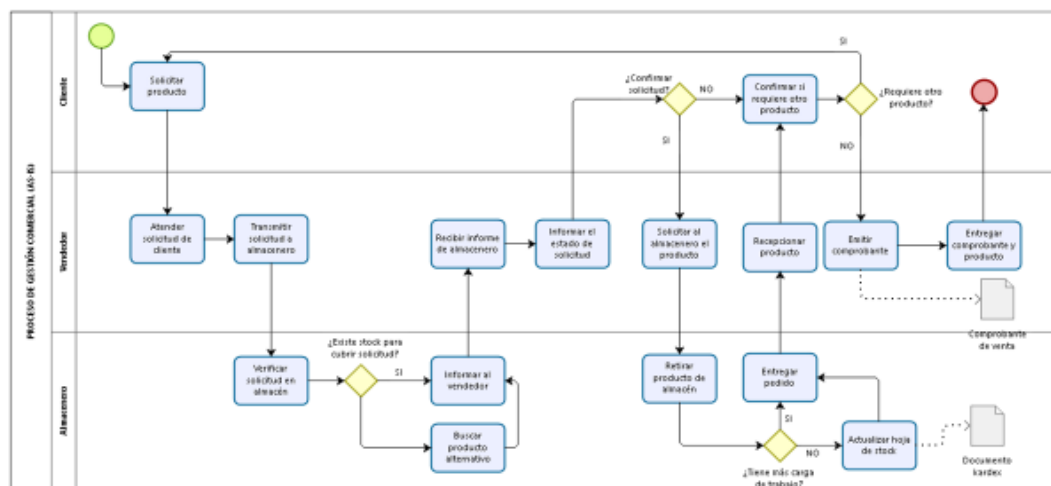 PROCESO DE GESTIÓN COMERCIAL (AS-IS)
Cliente
Solicitar
producto
¿Confirmar
solicitud?
NO
SI
Confirmar si
requiere otro
producto
SI
¿Requiere otro
producto?
NO
Vendedor
Atender
solicitud de
cliente
Transmitir
solicitud a
almacenero
Recibir informe
de almacenero
Informar el
estado de
solicitud
Solicitar al
almacenero el
producto
Recepcionar
producto
Emitir
comprobante
Entregar
comprobante y
producto
Comprobante
de venta
Almacenero
Verificar
solicitud en
almacén
¿Existe stock para
cubrir solicitud?
SI
Informar al
vendedor
Buscar
producto
alternativo
Retirar
producto de
almacén
Entregar
pedido
SI
¿Tiene más carga
de trabajo?
NO
Actualizar hoja
de stock
Documento
kardex